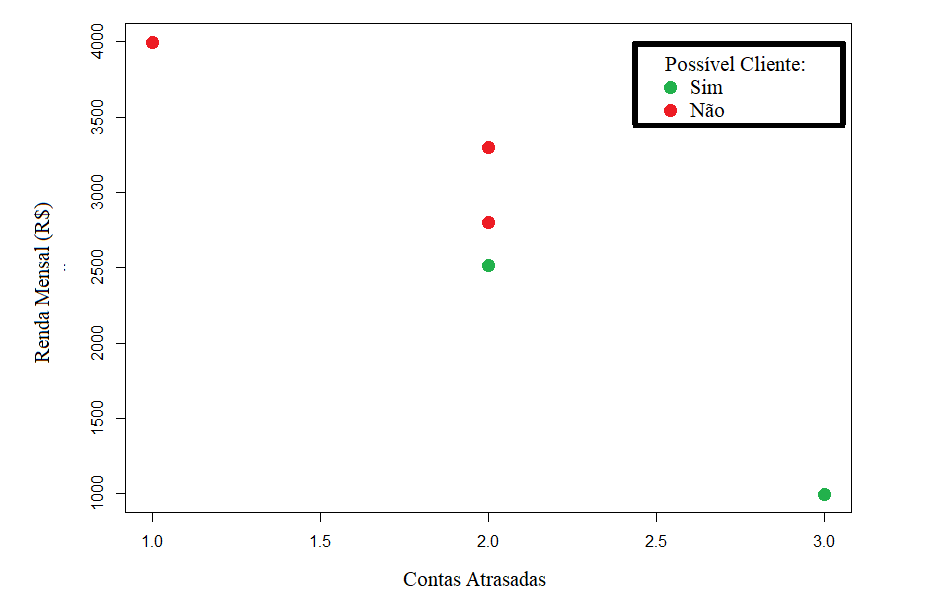 4000
3500
3000
2500
2000
1500
1000
Renda Mensal (R$)
Possível Cliente:
Sim
Não
1.0 1.5 2.0 2.5 3.0
Contas Atrasadas